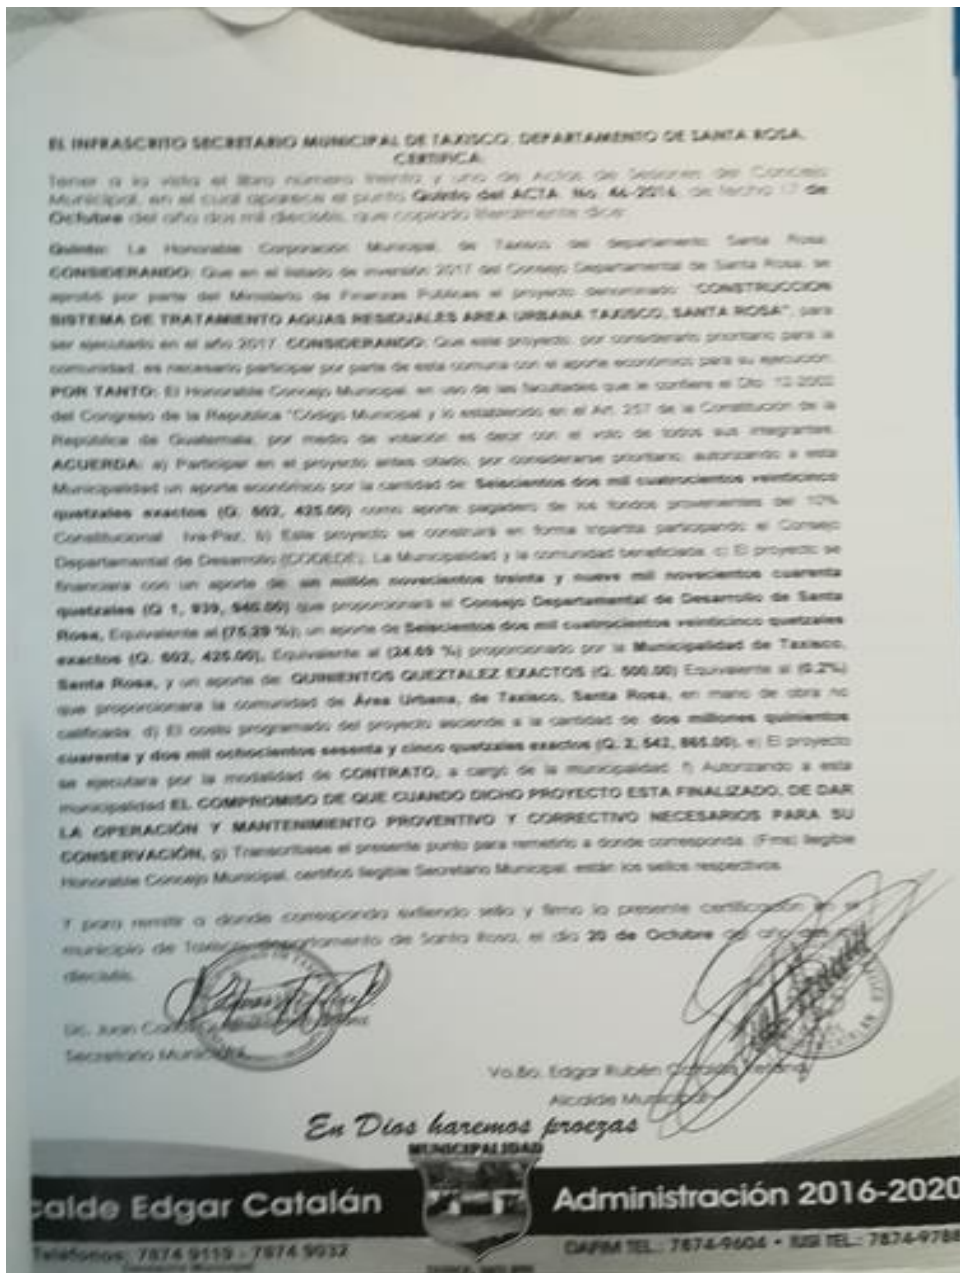 EL INFRASCRITO SECRETARIO MUNICIPAL DE TAXISCO, DEPARTAMENTO DE SANTA ROSA.
CERTIFICA:
Tener a la vista el libro número treinta y uno de Actas de Sesiones del Concejo
Municipal, en el cual aparece el punto Quinto del ACTA No. 46-2016, de fecha 17 de
Octubre del año dos mil dieciséis, que copiado literalmente dice:
Quinto: La Honorable Corporación Municipal, de Taxisco del departamento Santa Rosa
CONSIDERANDO: Que en el listado de inversión 2017 del Consejo Departamental de Santa Rosa, se
aprobó por parte del Ministerio de Finanzas Públicas el proyecto denominado: "CONSTRUCCION
SISTEMA DE TRATAMIENTO AGUAS RESIDUALES AREA URBANA TAXISCO, SANTA ROSA", para
ser ejecutado en el año 2017. CONSIDERANDO: Que este proyecto, por considerarlo prioritario para la
comunidad, es necesario participar por parte de esta comuna con el aporte económico para su ejecución.
POR TANTO: El Honorable Concejo Municipal, en uso de las facultades que le confiere el Dto. 12-2002
del Congreso de la República "Código Municipal y lo establecido en el Art. 257 de la Constitución de la
República de Guatemala, por medio de votación es decir con el voto de todos sus integrantes.
ACUERDA: a) Participar en el proyecto antes citado, por considerarse prioritario, autorizando a esta
Municipalidad un aporte económico por la cantidad de: Seiscientos dos mil cuatrocientos veinticinco
quetzales exactos (Q. 602, 425.00) como aporte pagadero de los fondos provenientes del 10%
Constitucional Iva-Paz, b) Este proyecto se construirá en forma tripartita participando el Consejo
Departamental de Desarrollo (CODEDE), La Municipalidad y la comunidad beneficiada. c) El proyecto se
financiara con un aporte de: un millón novecientos treinta y nueve mil novecientos cuarenta
quetzales (Q 1, 939, 940.00) que proporcionará el Consejo Departamental de Desarrollo de Santa
Rosa, Equivalente al (75.29 %); un aporte de Seiscientos dos mil cuatrocientos veinticinco quetzales
exactos (Q. 602, 425.00), Equivalente al (24.69 %) proporcionado por la Municipalidad de Taxisco,
Santa Rosa, y un aporte de: QUINIENTOS QUEZTALEZ EXACTOS (Q. 500.00) Equivalente al (0.2%)
que proporcionara la comunidad de Área Urbana, de Taxisco, Santa Rosa, en mano de obra no
calificada. d) El costo programado del proyecto asciende a la cantidad de: dos millones quinientos
cuarenta y dos mil ochocientos sesenta y cinco quetzales exactos (Q. 2, 542, 865.00), e) El proyecto
se ejecutara por la modalidad de CONTRATO, a cargo de la municipalidad. f) Autorizando a esta
municipalidad EL COMPROMISO DE QUE CUANDO DICHO PROYECTO ESTA FINALIZADO, DE DAR
LA OPERACIÓN Y MANTENIMIENTO PREVENTIVO Y CORRECTIVO NECESARIOS PARA SU
CONSERVACIÓN, g) Transcríbase el presente punto para remetirlo a donde corresponda. (Fms) Ilegible
Honorable Concejo Municipal, certificó Ilegible Secretario Municipal, están los sellos respectivos.
Y para remitir a donde corresponda extiendo sello y firmo la presente certificación en el
municipio de Taxisco departamento de Santa Rosa, el día 20 de Octubre del año dos mil
dieciséis.
Lic. Juan Carlos
Secretario Municipal
Vo.Bo. Edgar Rubén Catalán
Alcalde Municipal
En Dios haremos proezas
MUNICIPALIDAD
calde Edgar Catalán
Administración 2016-2020
Teléfonos: 7874 9119 - 7874 9032
DAFIM TEL.: 7874-9604 • IUSI TEL.: 7874-9788